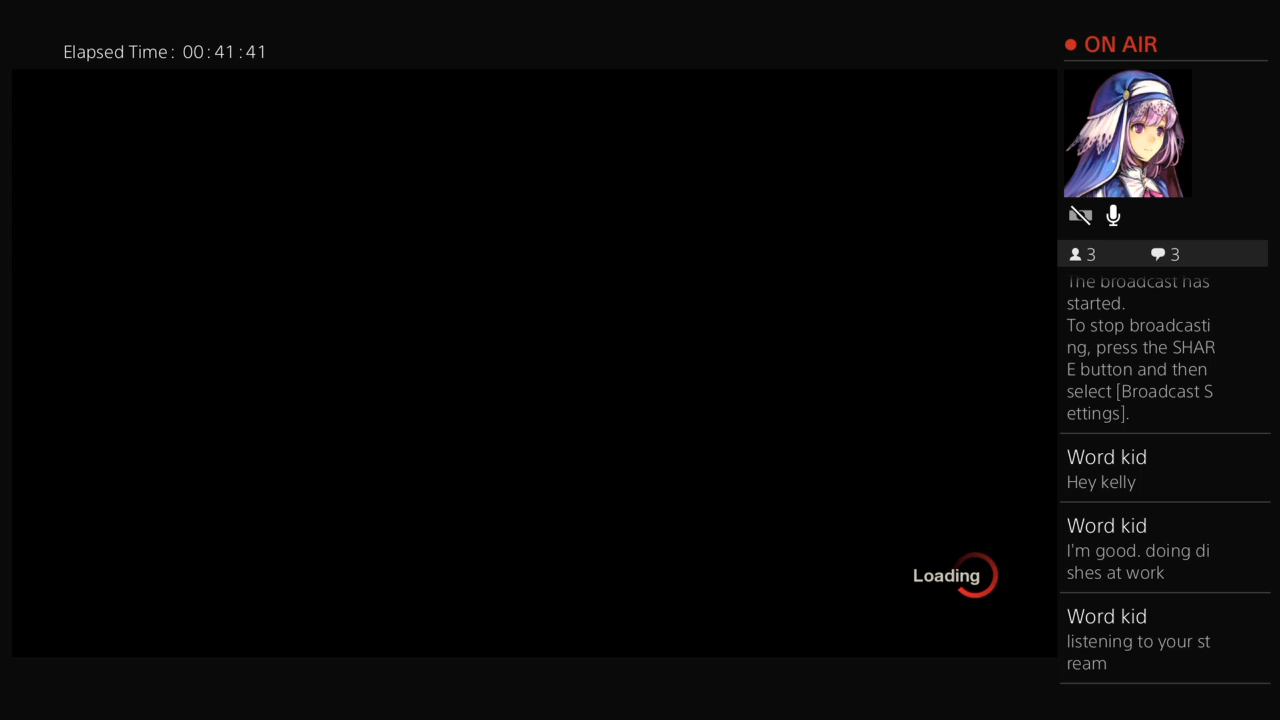 Elapsed Time: 00:41:41
ON AIR
3
3
The broadcast has
started.
To stop broadcasti
ng, press the SHAR
E button and then
select [Broadcast S
ettings].
Word kid
Hey kelly
Word kid
I'm good. doing di
shes at work
Word kid
listening to your st
ream
Loading